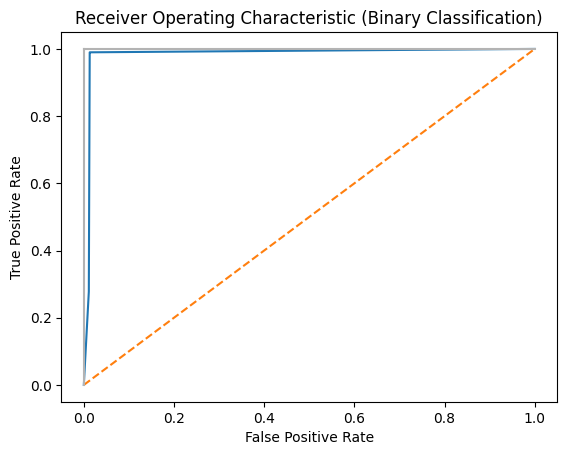 Receiver Operating Characteristic (Binary Classification)
True Positive Rate
1.0
0.8
0.6
0.4
0.2
0.0
0.0 0.2 0.4 0.6 0.8 1.0
False Positive Rate